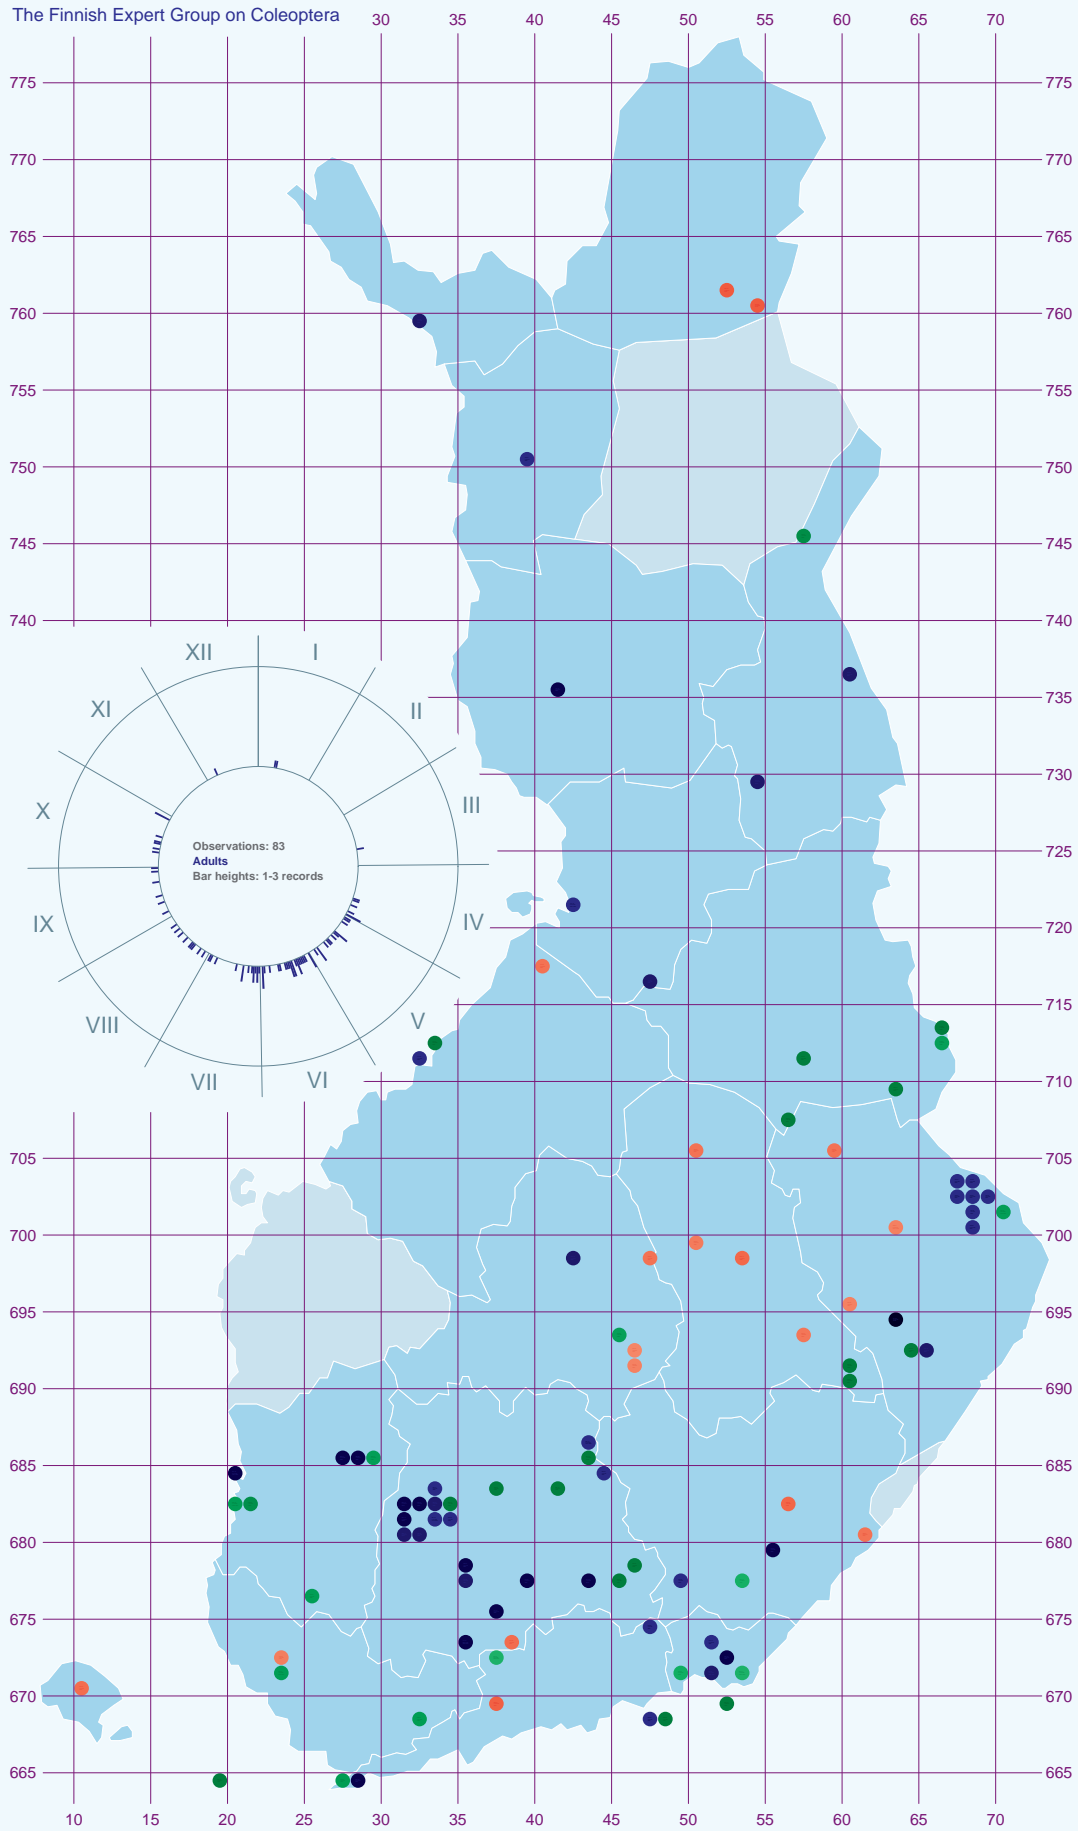 The Finnish Expert Group on Coleoptera
30 40 45 50 55 60 65 70
775 775
770 770
765 765
760 760
755 755
750 750
745 745
740 740
XII I
XI II
735
730
X III
Observations: 83
Adults
Bar heights: 1-3 records
725
IX IV
720
715
VIII V
VII VI
710
705 705
700 700
695 695
690 690
685 685
680 680
675 675
670 670
665 665
10 15 20 25 30 35 40 45 50 55 60 65 70